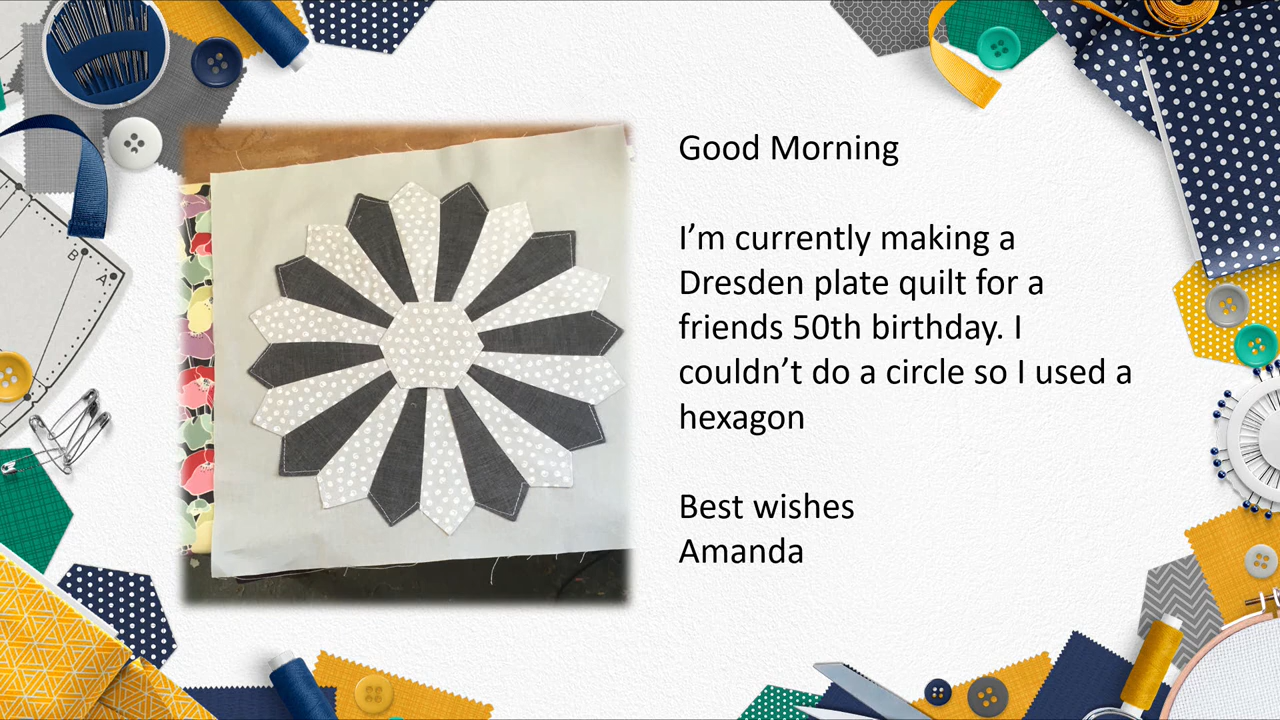 Good Morning
I’m currently making a
Dresden plate quilt for a
friends 50th birthday. I
couldn’t do a circle so I used a
hexagon
Best wishes
Amanda
B
A